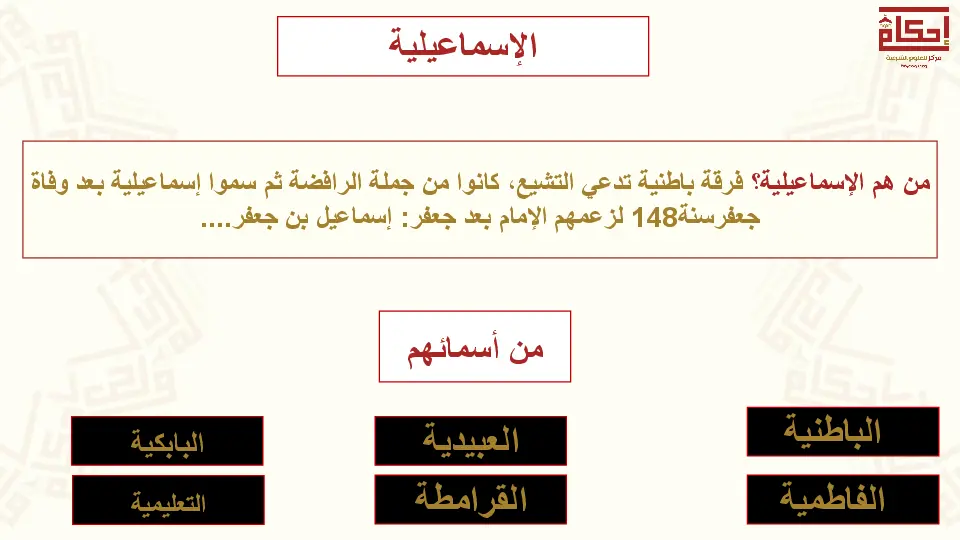 إحكام
مركز للعلوم الشرعية
الإسماعيلية
من هم الإسماعيلية؟ فرقة باطنية تدعي التشيع، كانوا من جملة الرافضة ثم سموا إسماعيلية بعد وفاة
جعفرسنة148 لزعمهم الإمام بعد جعفر: إسماعيل بن جعفر....
من أسمائهم
الباطنية
العبيدية
البابكية
الفاطمية
القرامطة
التعليمية